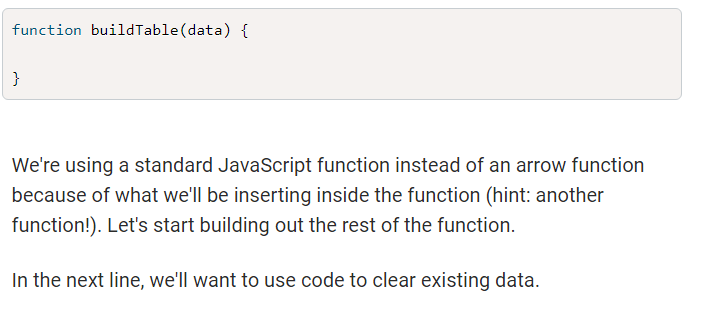 function buildTable(data) {
}
We're using a standard JavaScript function instead of an arrow function
because of what we'll be inserting inside the function (hint: another
function!). Let's start building out the rest of the function.
In the next line, we'll want to use code to clear existing data.